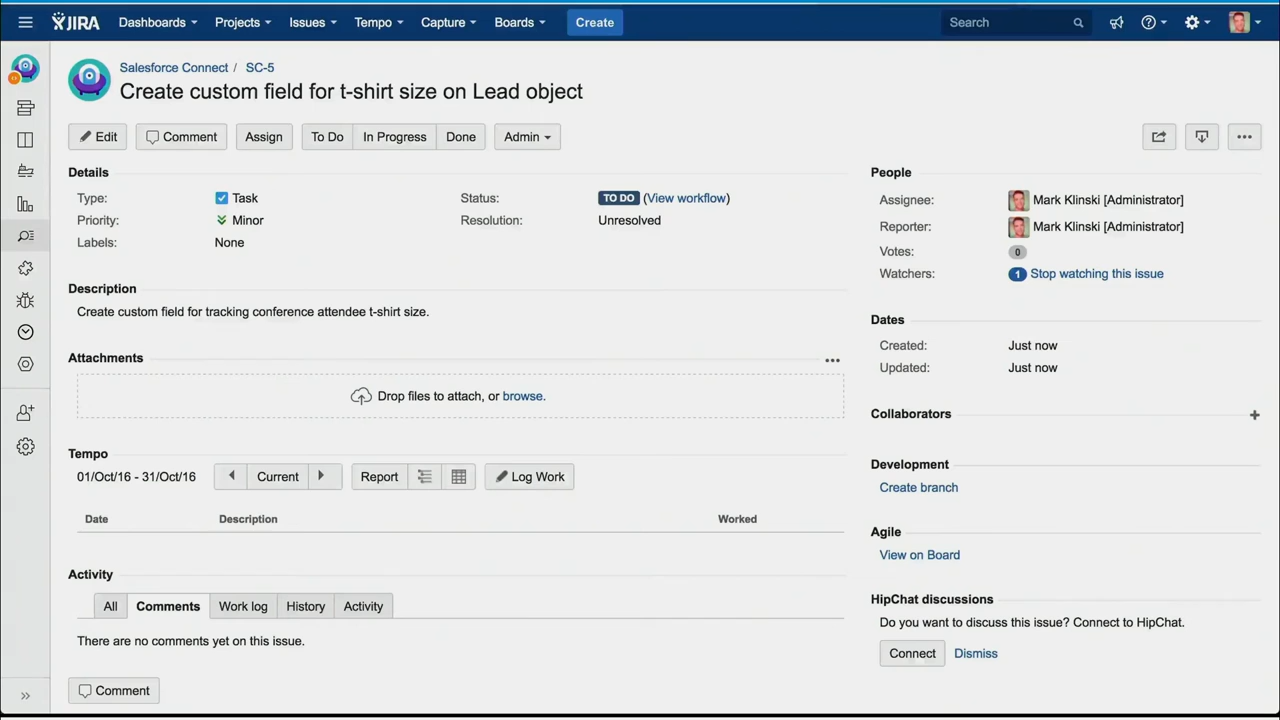 JIRA Dashboards Projects Issues Tempo Capture Boards Create Search
Salesforce Connect / SC-5
Create custom field for t-shirt size on Lead object
Edit Comment Assign To Do In Progress Done Admin
Details
Type: Task Status: TO DO (View workflow)
Priority: Minor Resolution: Unresolved
Labels: None
Description
Create custom field for tracking conference attendee t-shirt size.
Attachments
Drop files to attach, or browse.
Tempo
01/Oct/16 - 31/Oct/16 Current Report Log Work
Date Description Worked
Activity
All Comments Work log History Activity
There are no comments yet on this issue.
Comment
People
Assignee: Mark Klinski [Administrator]
Reporter: Mark Klinski [Administrator]
Votes: 0
Watchers: 1 Stop watching this issue
Dates
Created: Just now
Updated: Just now
Collaborators
Development
Create branch
Agile
View on Board
HipChat discussions
Do you want to discuss this issue? Connect to HipChat.
Connect Dismiss